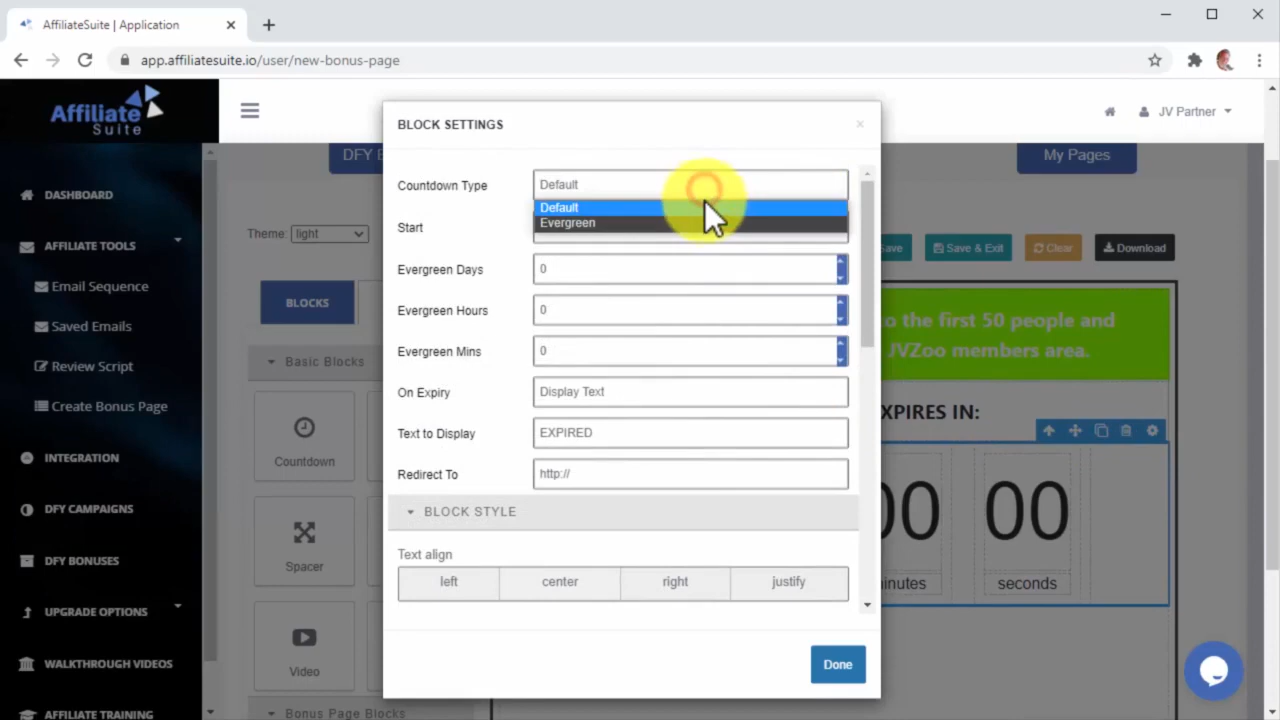 AffiliateSuite | Application
app.affiliatesuite.io/user/new-bonus-page
Affiliate
Suite
JV Partner
DFY
My Pages
DASHBOARD
AFFILIATE TOOLS
Email Sequence
Saved Emails
Review Script
Create Bonus Page
INTEGRATION
DFY CAMPAIGNS
DFY BONUSES
UPGRADE OPTIONS
WALKTHROUGH VIDEOS
AFFILIATE TRAINING
Theme: light
BLOCKS
Basic Blocks
Countdown
Spacer
Video
Bonus Page Blocks
BLOCK SETTINGS
Countdown Type
Default
Default
Evergreen
Start
Evergreen Days
0
Evergreen Hours
0
Evergreen Mins
0
On Expiry
Display Text
Text to Display
EXPIRED
Redirect To
http://
BLOCK STYLE
Text align
left center right justify
Done
ave
Save & Exit
Clear
Download
to the first 50 people and
JVZoo members area.
XPIRES IN:
00 00
inutes seconds